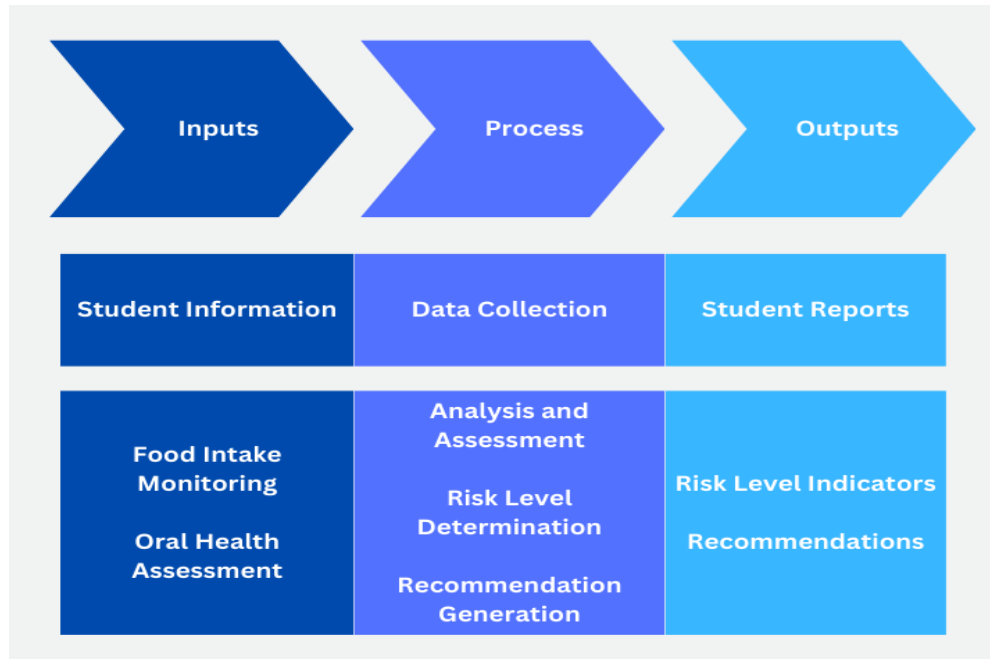 Inputs
Process
Outputs
Student Information
Data Collection
Student Reports
Food Intake
Monitoring
Oral Health
Assessment
Analysis and
Assessment
Risk Level
Determination
Recommendation
Generation
Risk Level Indicators
Recommendations